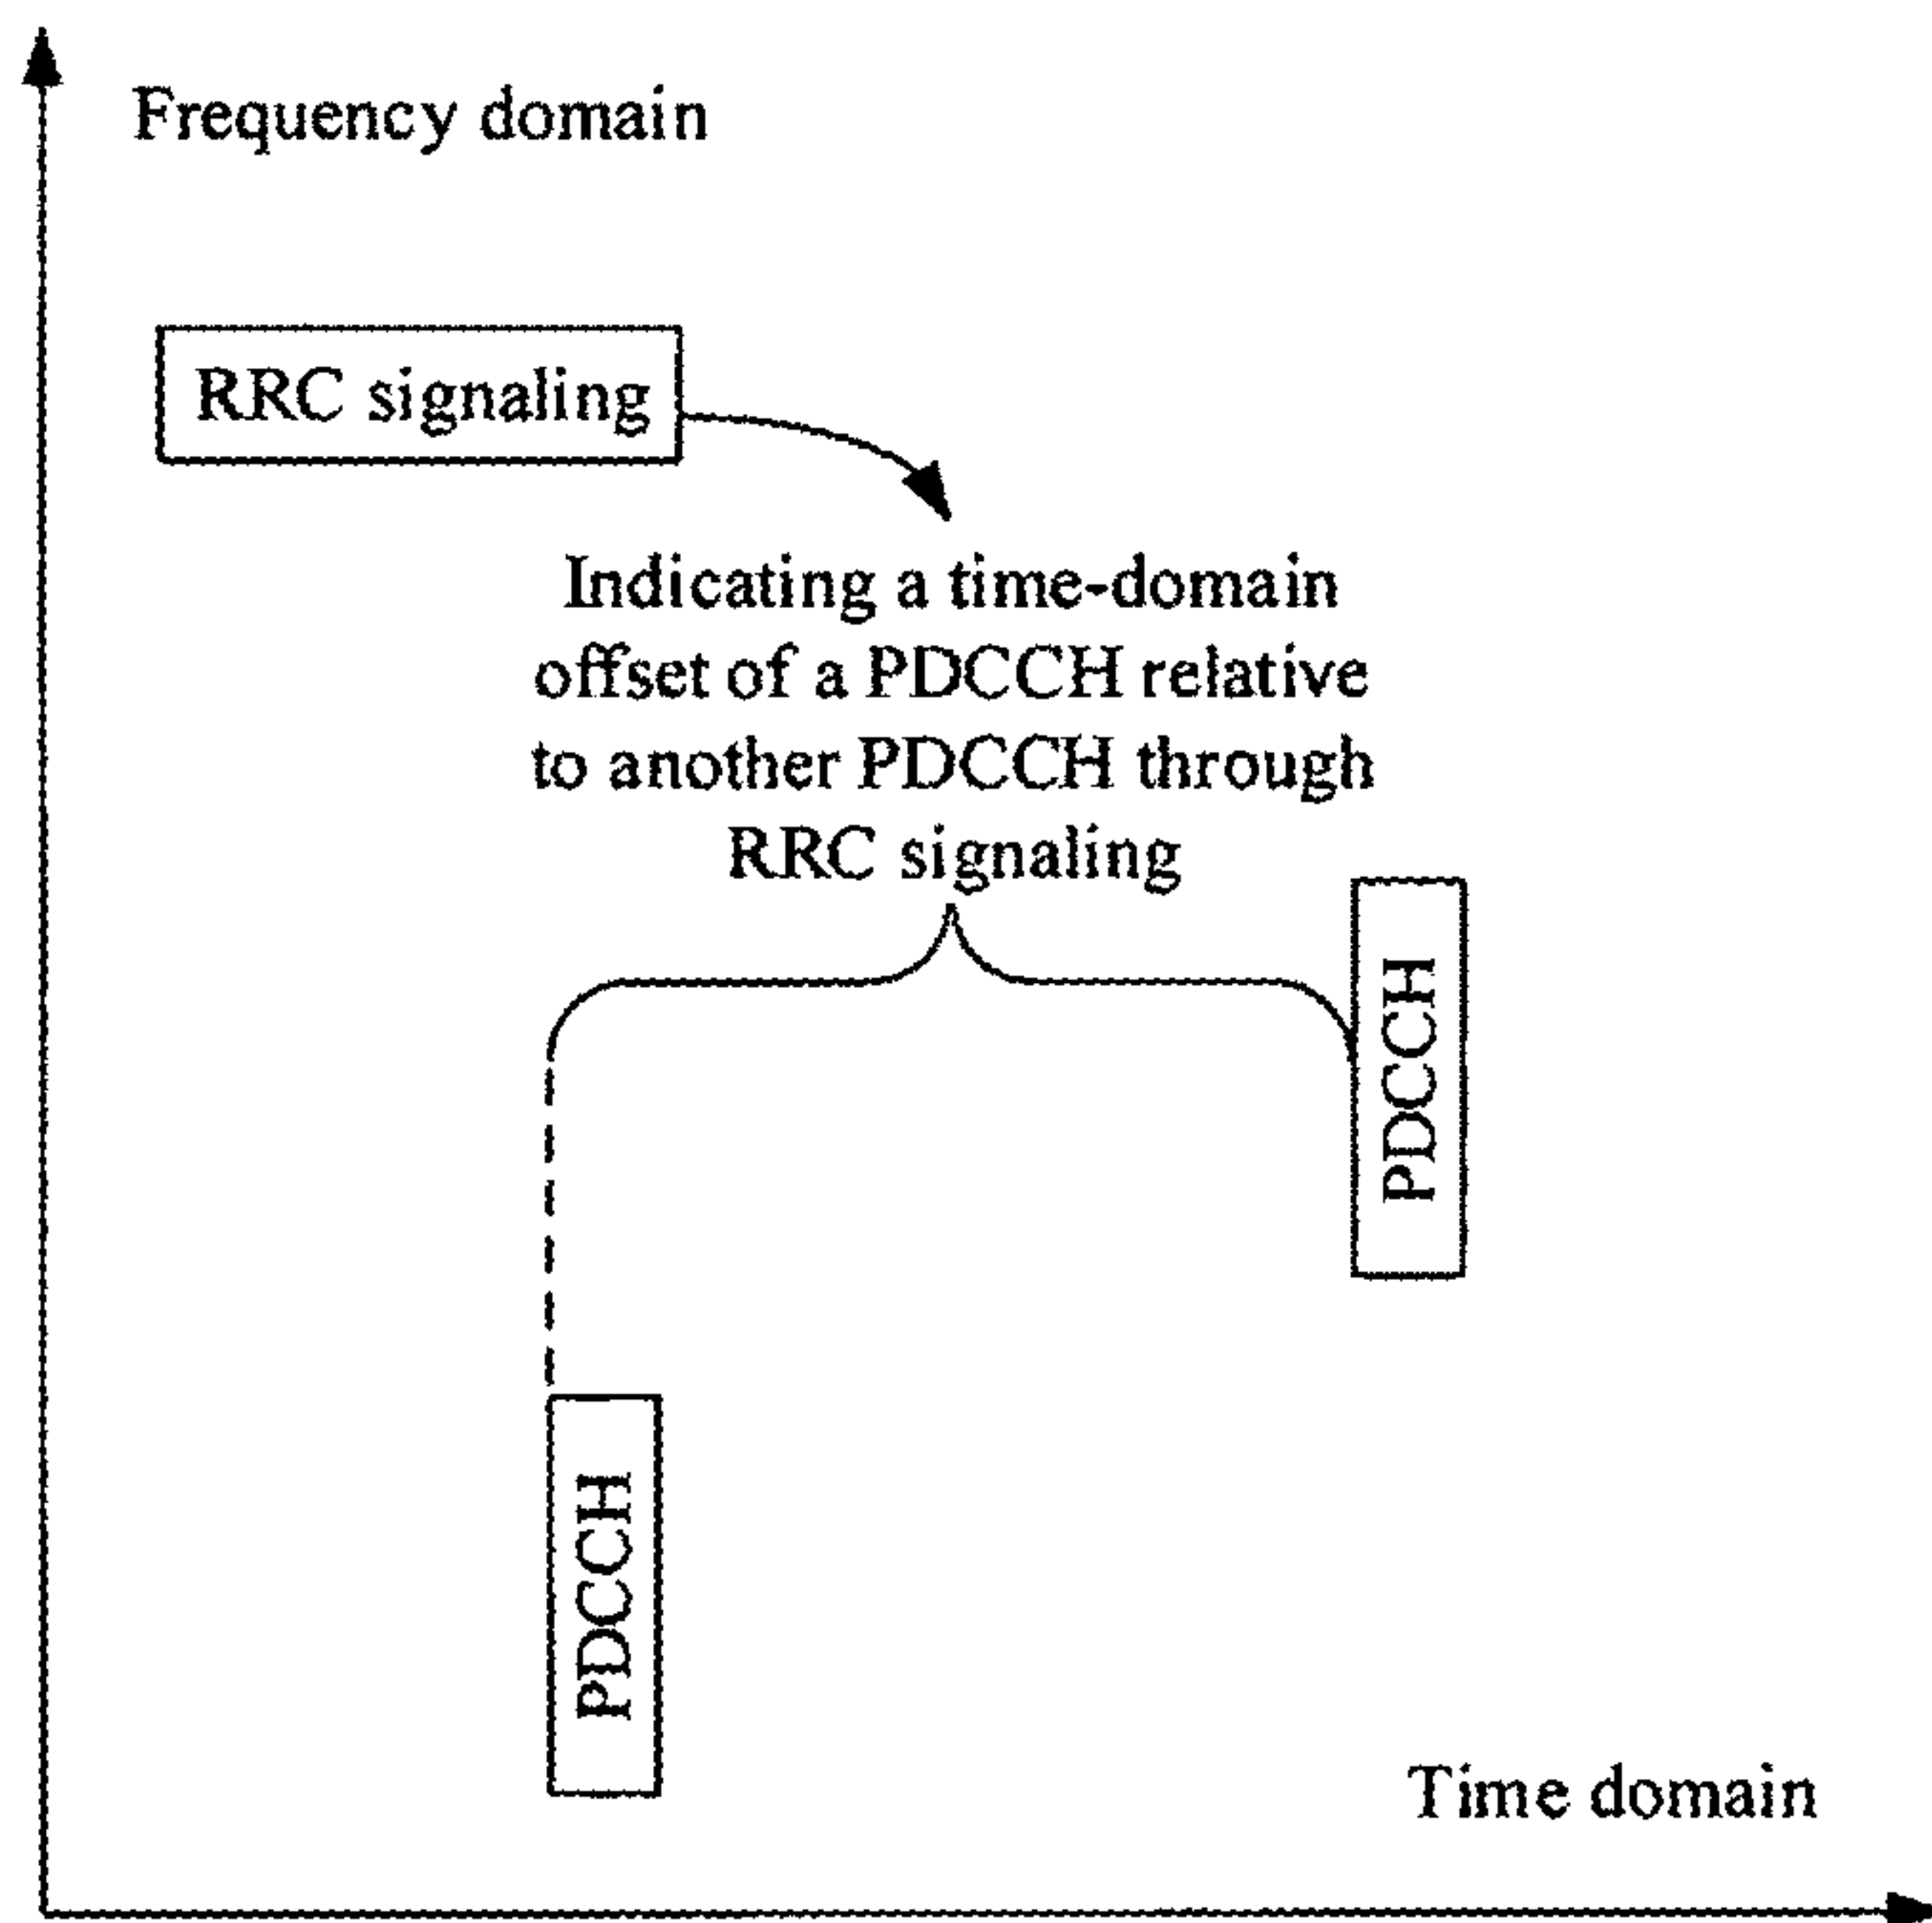 Frequency domain
RRC signaling
Indicating a time-domain
offset of a PDCCH relative
to another PDCCH through
RRC signaling
PDCCH
PDCCH
Time domain